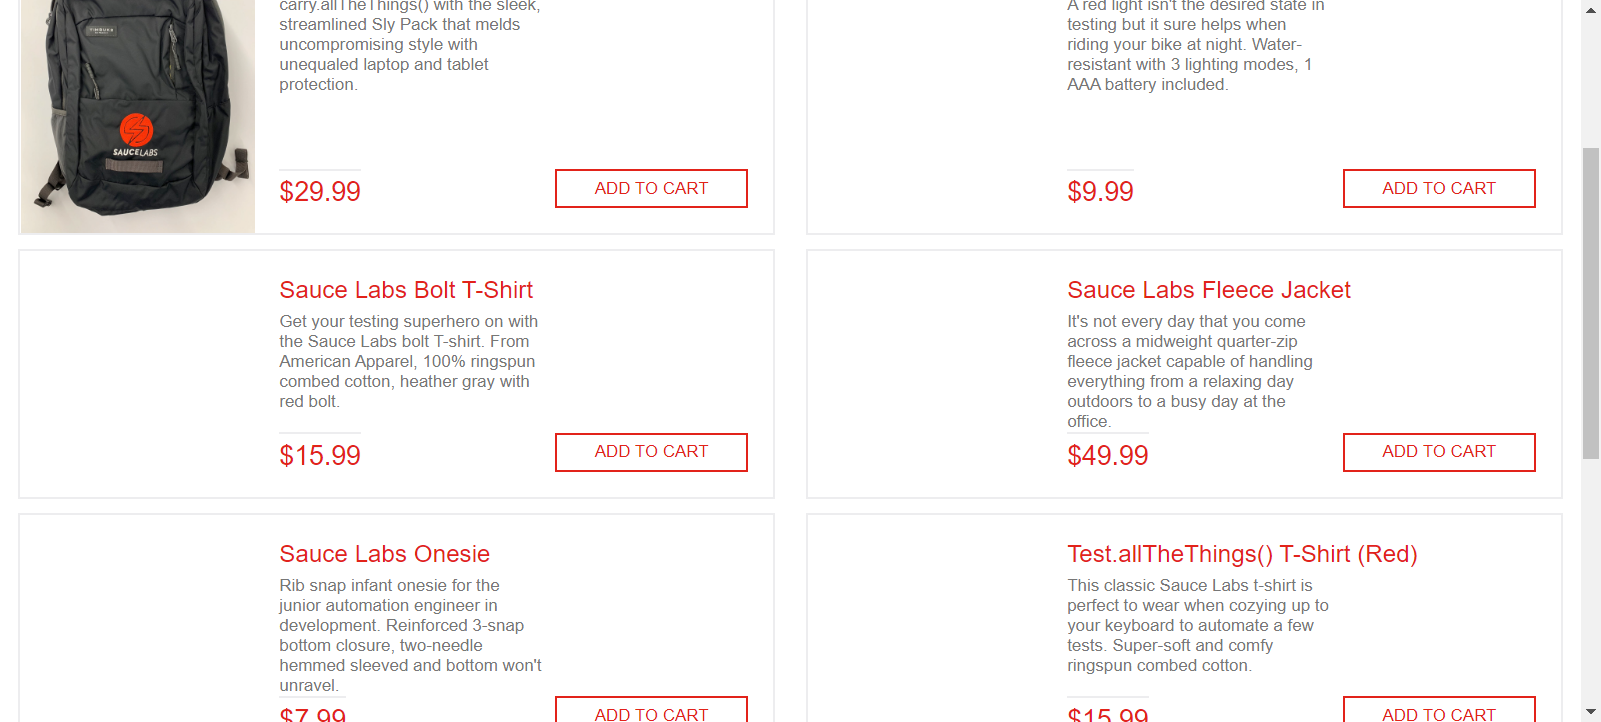 carry.allTheThings() with the sleek,
streamlined Sly Pack that melds
uncompromising style with
unequaled laptop and tablet
protection.
SAUCELABS
$29.99
ADD TO CART
A red light isn't the desired state in
testing but it sure helps when
riding your bike at night. Water-
resistant with 3 lighting modes, 1
AAA battery included.
$9.99
ADD TO CART
Sauce Labs Bolt T-Shirt
Get your testing superhero on with
the Sauce Labs bolt T-shirt. From
American Apparel, 100% ringspun
combed cotton, heather gray with
red bolt.
$15.99
ADD TO CART
Sauce Labs Fleece Jacket
It's not every day that you come
across a midweight quarter-zip
fleece jacket capable of handling
everything from a relaxing day
outdoors to a busy day at the
office.
$49.99
ADD TO CART
Sauce Labs Onesie
Rib snap infant onesie for the
junior automation engineer in
development. Reinforced 3-snap
bottom closure, two-needle
hemmed sleeved and bottom won't
unravel.
$7.99
ADD TO CART
Test.allTheThings() T-Shirt (Red)
This classic Sauce Labs t-shirt is
perfect to wear when cozying up to
your keyboard to automate a few
tests. Super-soft and comfy
ringspun combed cotton.
$15.99
ADD TO CART